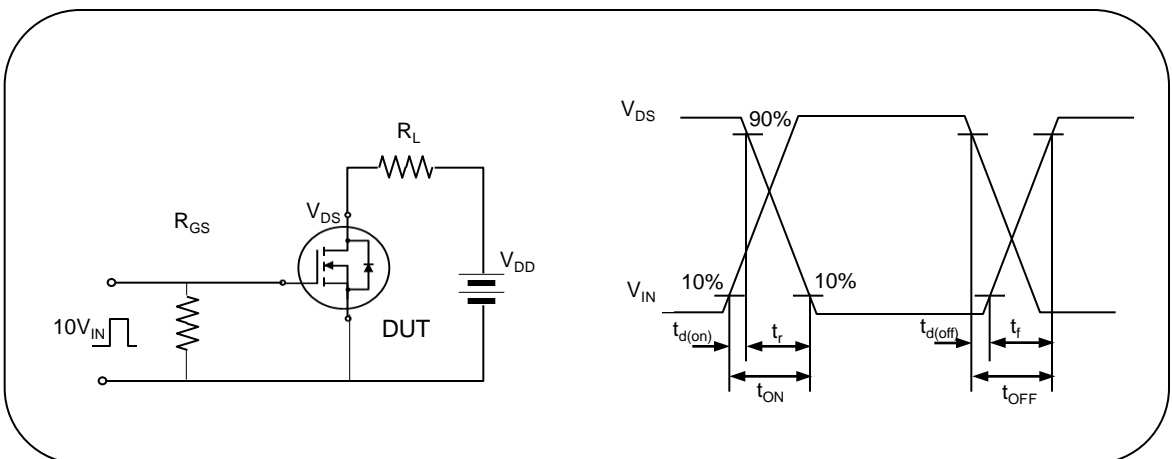 R_L
V_DS
R_GS
V_DD
10V_IN
DUT
V_DS
90%
10%
10%
V_IN
t_d(on)
t_r
t_d(off)
t_f
t_ON
t_OFF